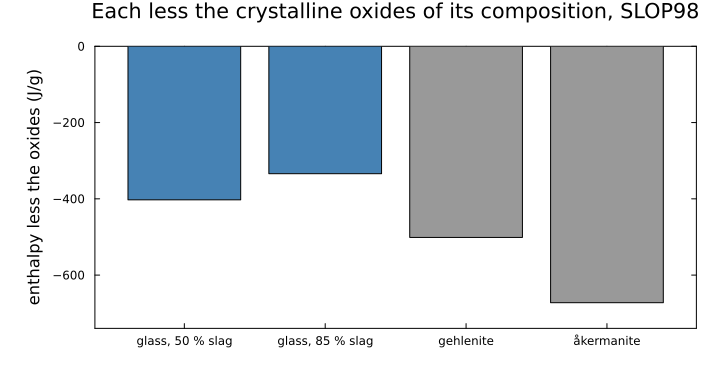 Each less the crystalline oxides of its composition, SLOP98
enthalpy less the oxides (J/g)
0
−200
−400
−600
glass, 50 % slag
glass, 85 % slag
gehlenite
åkermanite